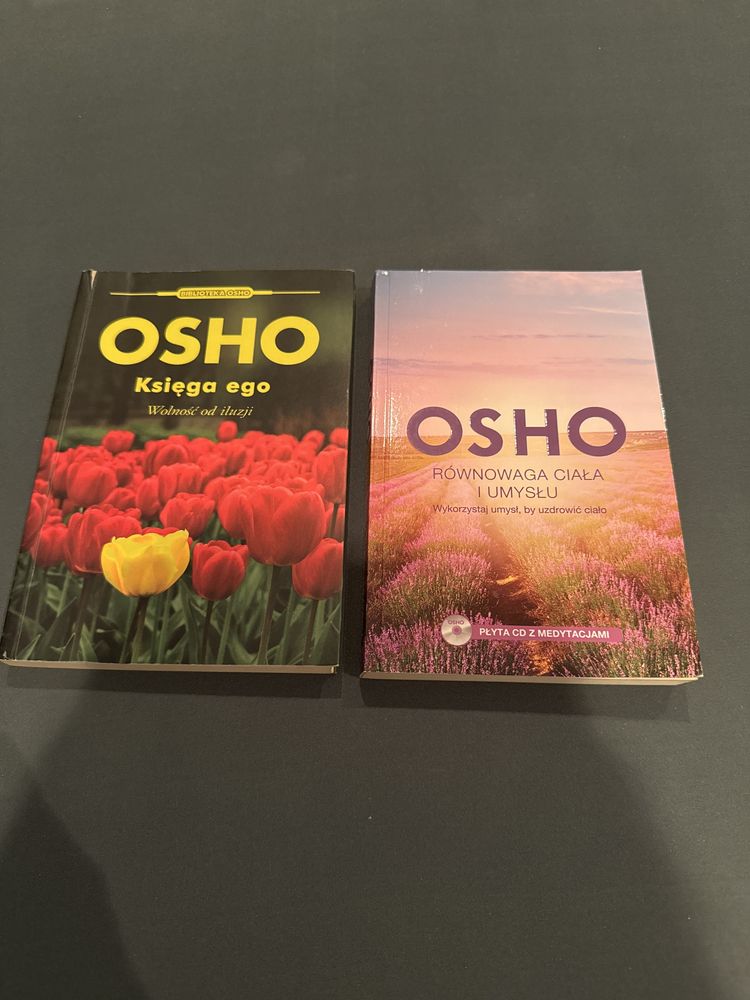 BIBLIOTEKA OSHO
OSHO
Księga ego
Wolność od iluzji
OSHO
RÓWNOWAGA CIAŁA
I UMYSŁU
Wykorzystaj umysł, by uzdrowić ciało
OSHO
PŁYTA CD Z MEDYTACJAMI